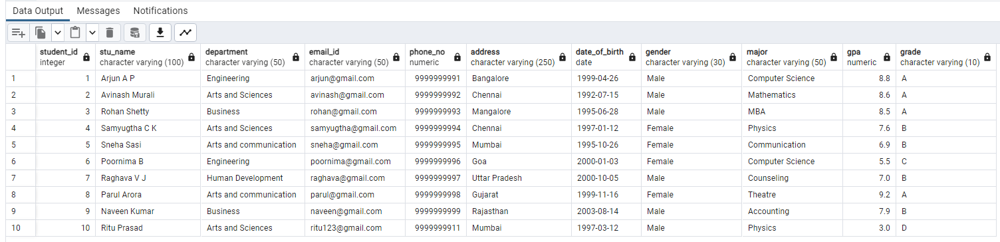 Data Output Messages Notifications
student_id stu_name department email_id phone_no address date_of_birth gender major gpa grade
integer character varying (100) character varying (50) character varying (50) numeric character varying (250) date character varying (30) character varying (50) numeric character varying (10)
1 1 Arjun A P Engineering arjun@gmail.com 9999999991 Bangalore 1999-04-26 Male Computer Science 8.8 A
2 2 Avinash Murali Arts and Sciences avinash@gmail.com 9999999992 Chennai 1992-07-15 Male Mathematics 8.6 A
3 3 Rohan Shetty Business rohan@gmail.com 9999999993 Mangalore 1995-06-28 Male MBA 8.5 A
4 4 Samyugtha C K Arts and Sciences samyugtha@gmail.com 9999999994 Chennai 1997-01-12 Female Physics 7.6 B
5 5 Sneha Sasi Arts and communication sneha@gmail.com 9999999995 Mumbai 1995-10-26 Female Communication 6.9 B
6 6 Poornima B Engineering poornima@gmail.com 9999999996 Goa 2000-01-03 Female Computer Science 5.5 C
7 7 Raghava V J Human Development raghava@gmail.com 9999999997 Uttar Pradesh 2000-10-05 Male Counseling 7.0 B
8 8 Parul Arora Arts and communication parul@gmail.com 9999999998 Gujarat 1999-11-16 Female Theatre 9.2 A
9 9 Naveen Kumar Business naveen@gmail.com 9999999999 Rajasthan 2003-08-14 Male Accounting 7.9 B
10 10 Ritu Prasad Arts and Sciences ritu123@gmail.com 9999999911 Mumbai 1997-03-12 Male Physics 3.0 D